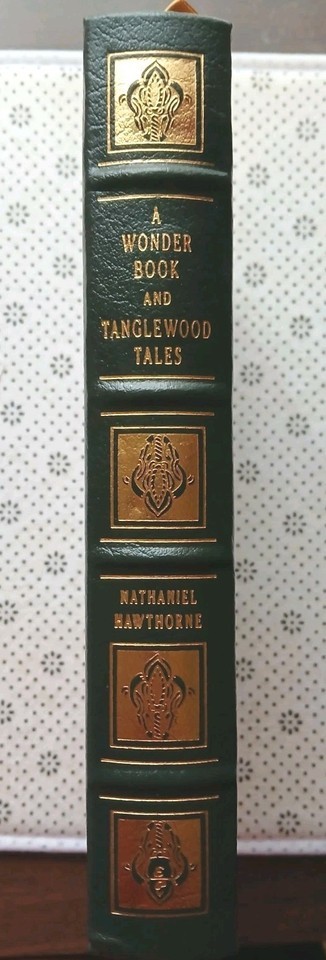 A
WONDER
BOOK
AND
TANGLEWOOD
TALES
NATHANIEL
HAWTHORNE
E
P